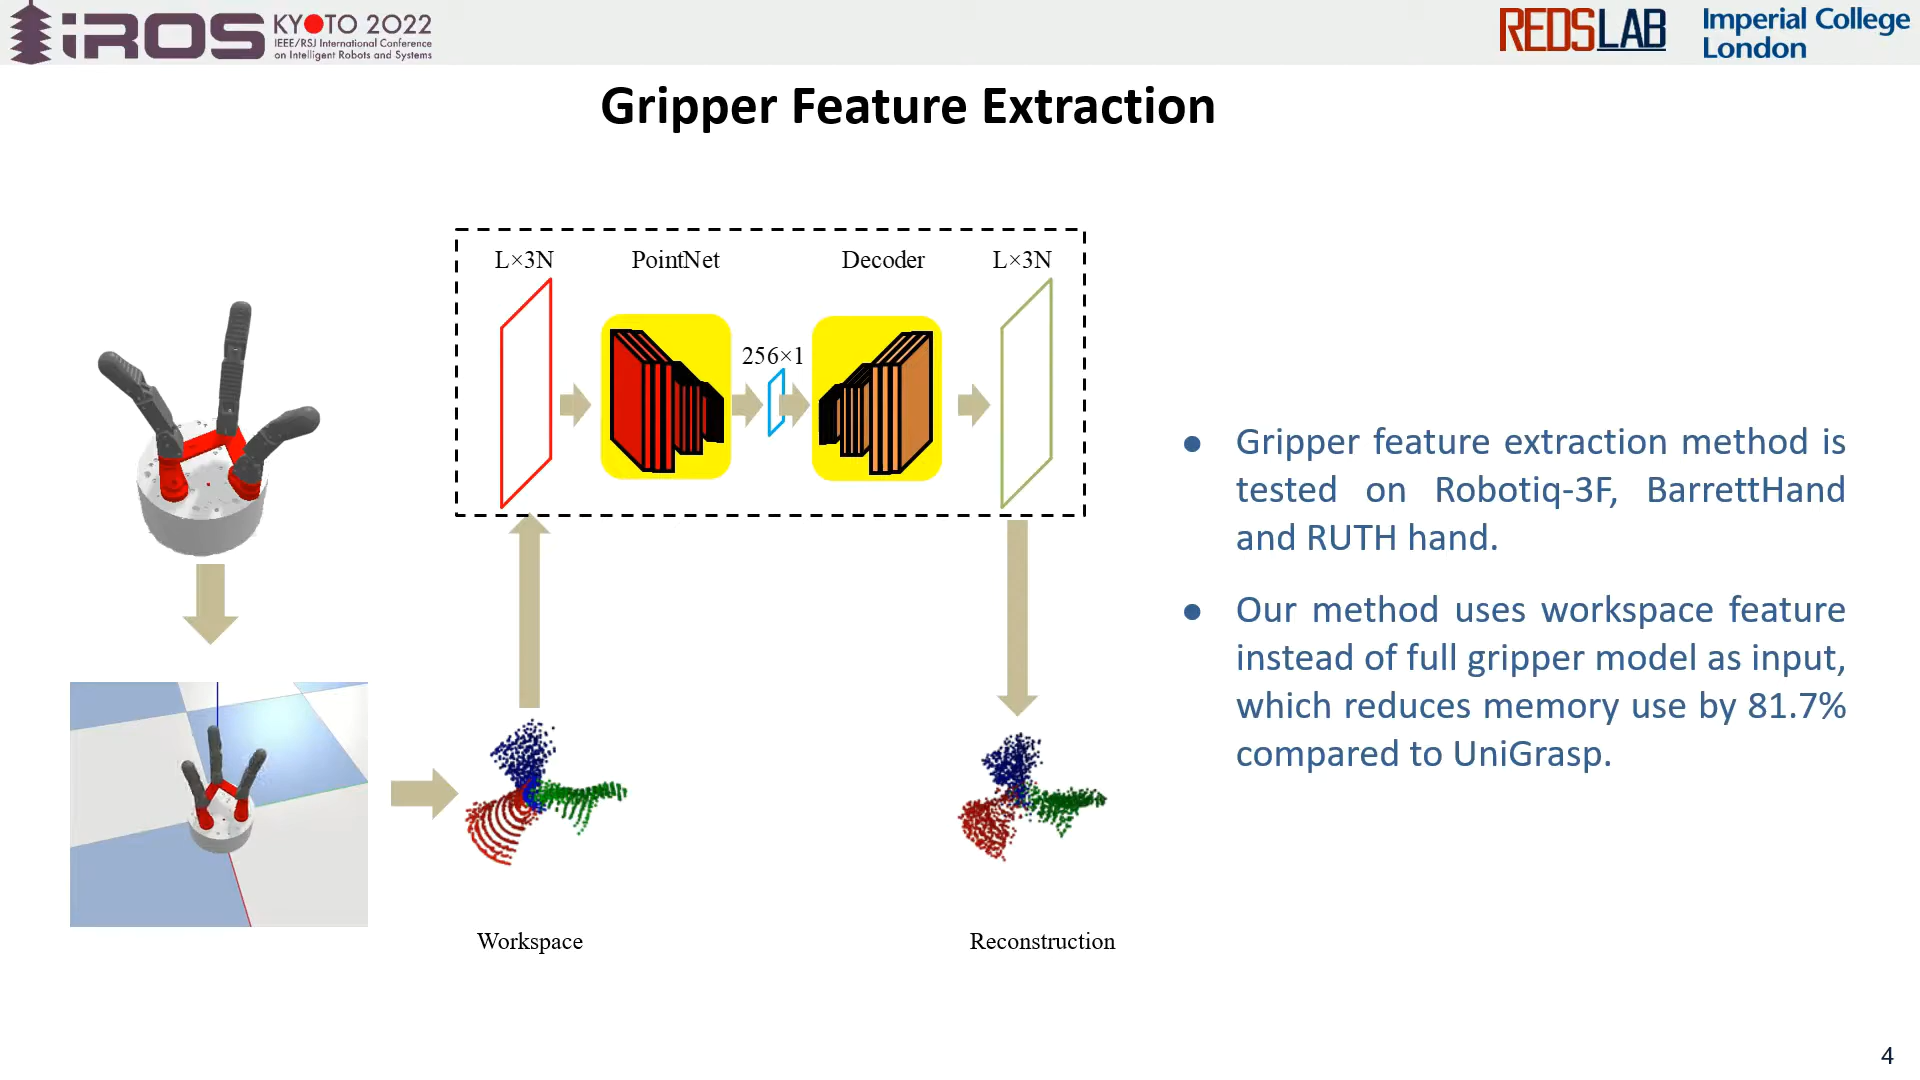 iROS KYOTO 2022
IEEE/RSJ International Conference
on Intelligent Robots and Systems
REDSLAB
Imperial College
London
Gripper Feature Extraction
L×3N
PointNet
Decoder
L×3N
256×1
Gripper feature extraction method is
tested on Robotiq-3F, BarrettHand
and RUTH hand.
Our method uses workspace feature
instead of full gripper model as input,
which reduces memory use by 81.7%
compared to UniGrasp.
Workspace
Reconstruction
4